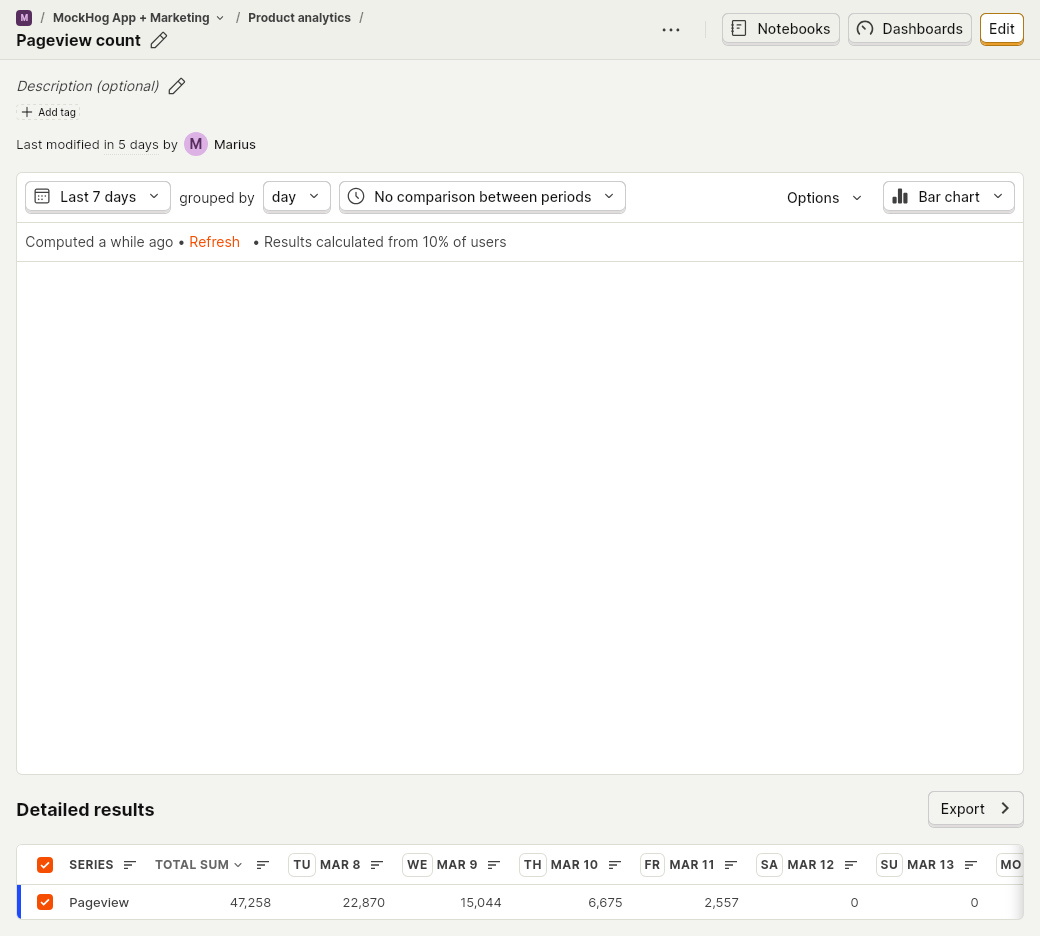 M / MockHog App + Marketing / Product analytics /
Pageview count
Notebooks
Dashboards
Edit
Description (optional)
Add tag
Last modified in 5 days by M Marius
Last 7 days grouped by day No comparison between periods Options Bar chart
Computed a while ago • Refresh • Results calculated from 10% of users
Detailed results
Export
SERIES TOTAL SUM TU MAR 8 WE MAR 9 TH MAR 10 FR MAR 11 SA MAR 12 SU MAR 13 MO
Pageview 47,258 22,870 15,044 6,675 2,557 0 0